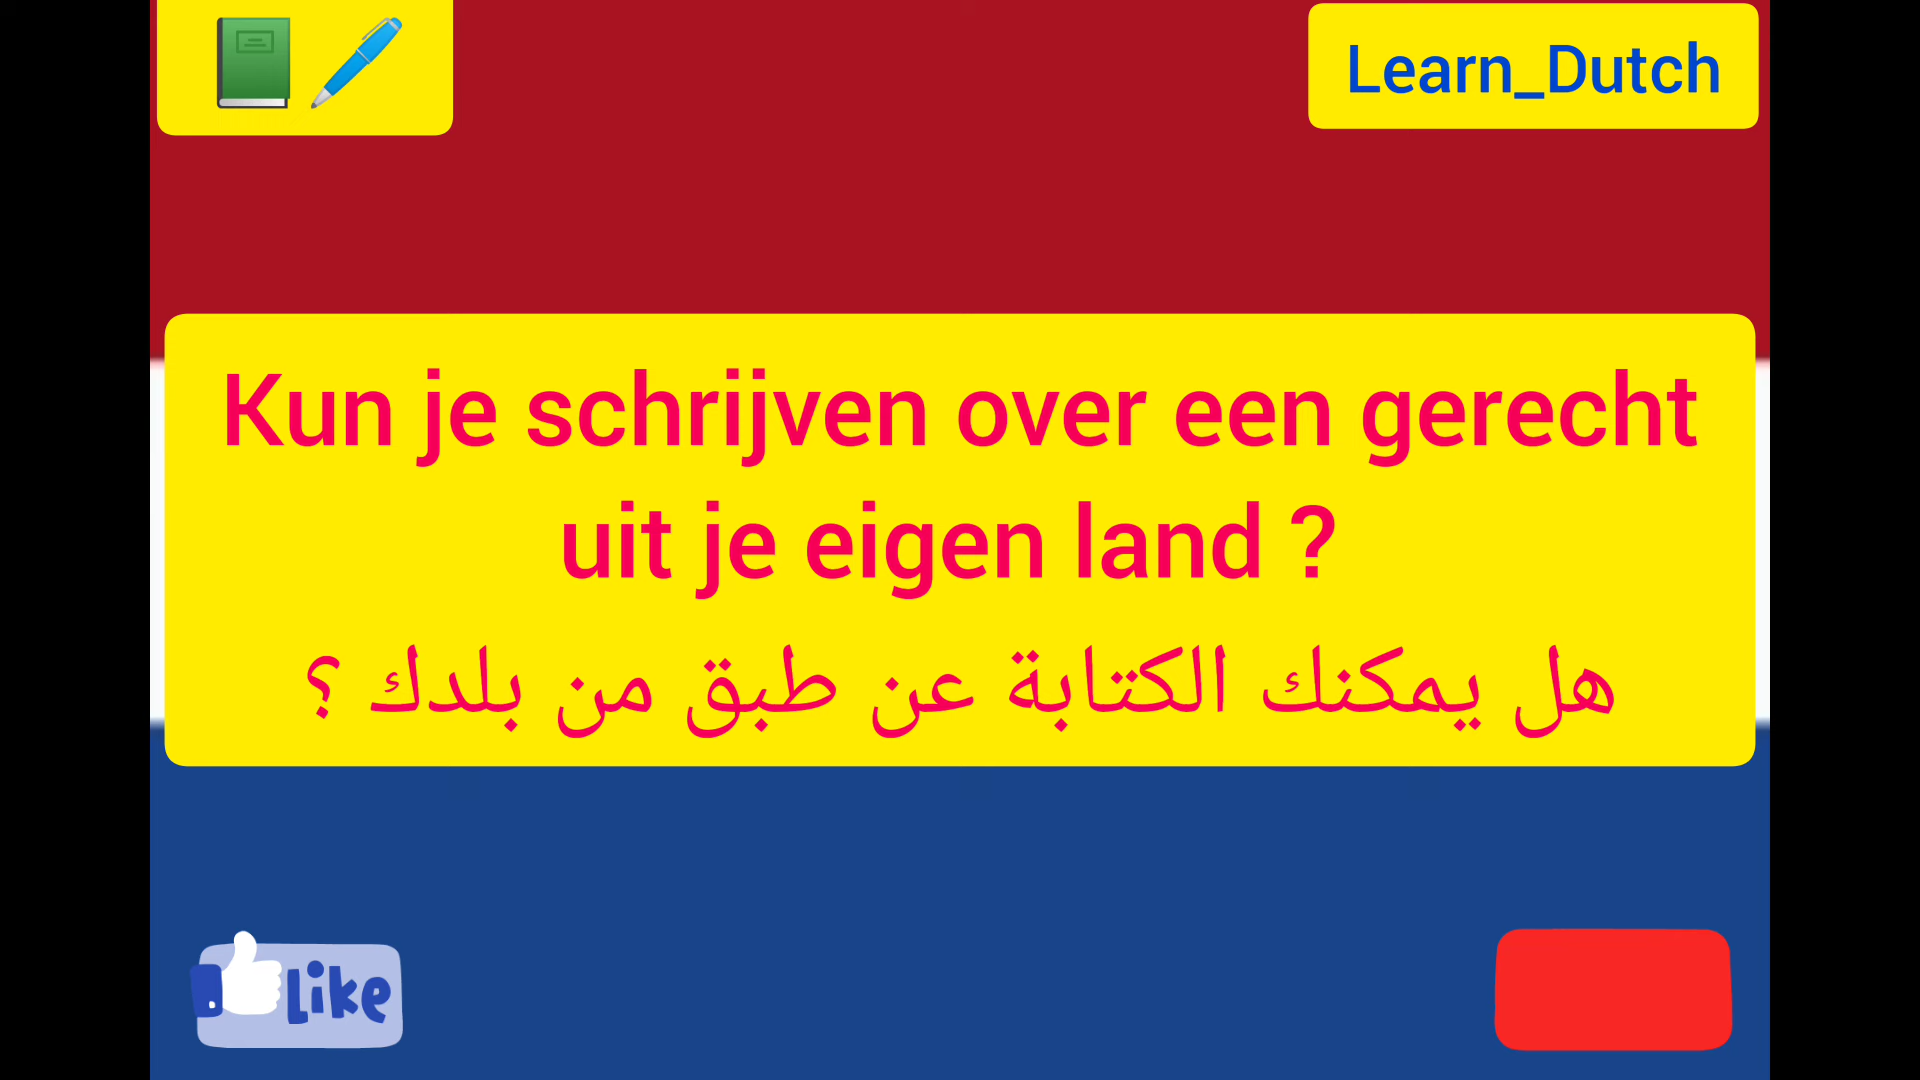 Learn_Dutch
Kun je schrijven over een gerecht
uit je eigen land ?
هل يمكنك الكتابة عن طبق من بلدك ؟
Like